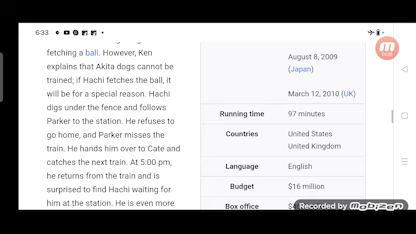 6:33
fetching a ball. However, Ken
explains that Akita dogs cannot be
trained; if Hachi fetches the ball, it
will be for a special reason. Hachi
digs under the fence and follows
Parker to the station. He refuses to
go home, and Parker misses the
train. He hands him over to Cate and
catches the next train. At 5:00 pm,
he returns from the train and is
surprised to find Hachi waiting for
him at the station. He is even more
August 8, 2009
(Japan)
March 12, 2010 (UK)
Running time 97 minutes
Countries United States
United Kingdom
Language English
Budget $16 million
Box office
Recorded by Mobizen